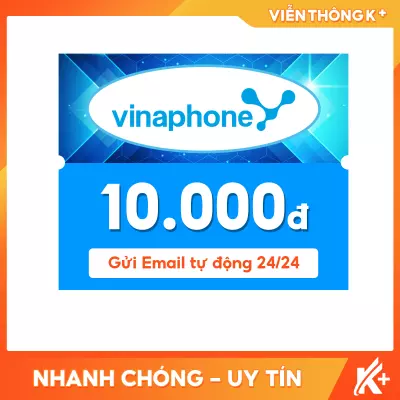 VIỄN THÔNG K+
vinaphone
10.000đ
Gửi Email tự động 24/24
NHANH CHÓNG - UY TÍN
K+